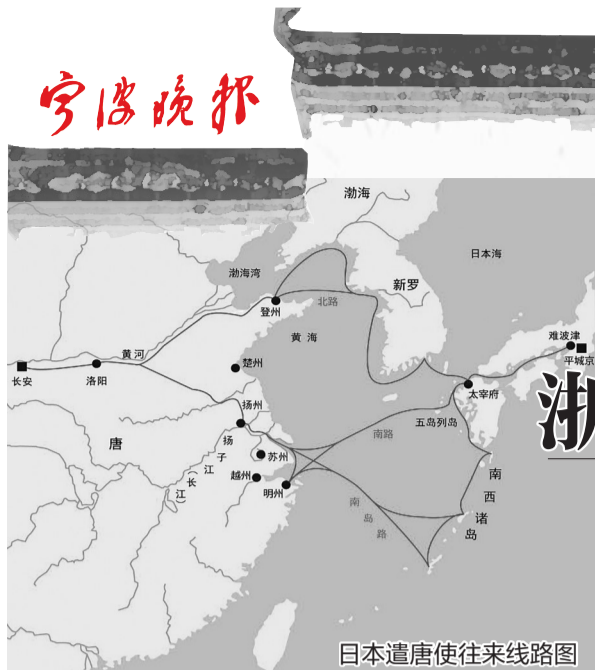 宁波晚报
渤海
日本海
渤海湾
新罗
登州
北路
黄海
难波津
平城京
黄河
长安
洛阳
楚州
太宰府
浙
扬州
五岛列岛
唐
扬子江
(长江)
南路
苏州
越州
明州
南岛路
南西诸岛
日本遣唐使往来线路图